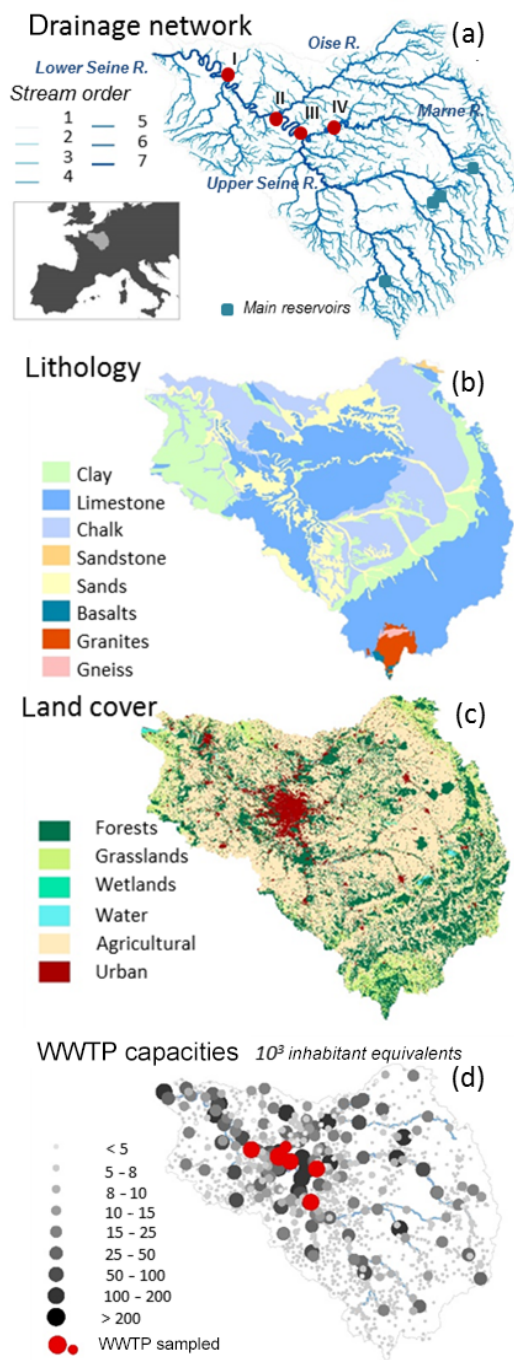 Drainage network
(a)
Lower Seine R.
I
Oise R.
Stream order
II
III
IV
Marne R.
1
5
2
6
3
7
4
Upper Seine R.
Main reservoirs
Lithology
(b)
Clay
Limestone
Chalk
Sandstone
Sands
Basalts
Granites
Gneiss
Land cover
(c)
Forests
Grasslands
Wetlands
Water
Agricultural
Urban
WWTP capacities 10³ inhabitant equivalents
(d)
< 5
5 - 8
8 - 10
10 - 15
15 - 25
25 - 50
50 - 100
100 - 200
> 200
WWTP sampled